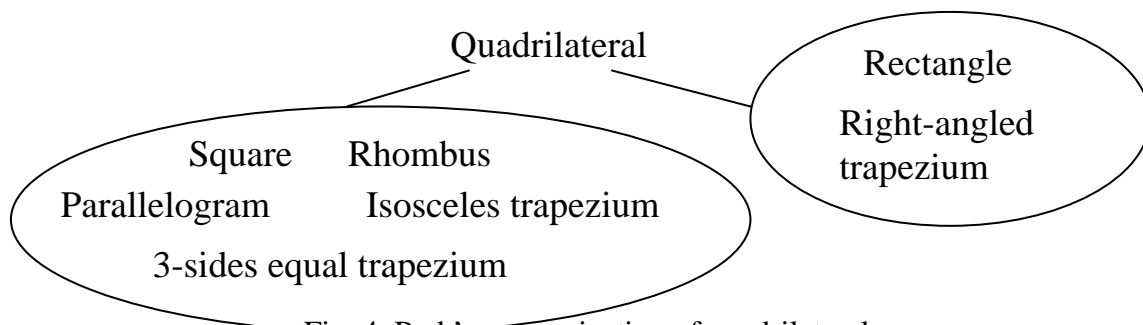 Quadrilateral
Rectangle
Right-angled
trapezium
Square Rhombus
Parallelogram Isosceles trapezium
3-sides equal trapezium